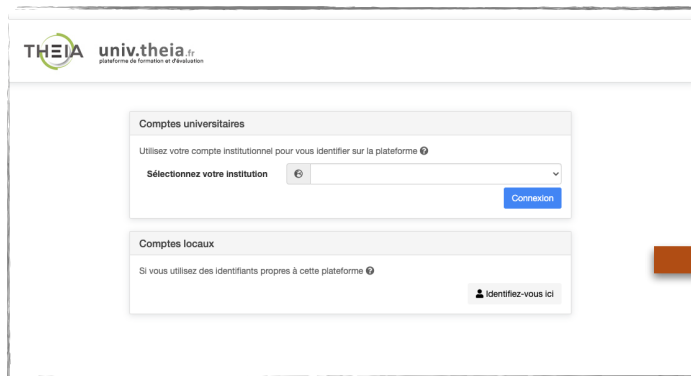 THEIA univ.theia.fr
plateforme de formation et d'évaluation
Comptes universitaires
Utilisez votre compte institutionnel pour vous identifier sur la plateforme
Sélectionnez votre institution
Connexion
Comptes locaux
Si vous utilisez des identifiants propres à cette plateforme
Identifiez-vous ici